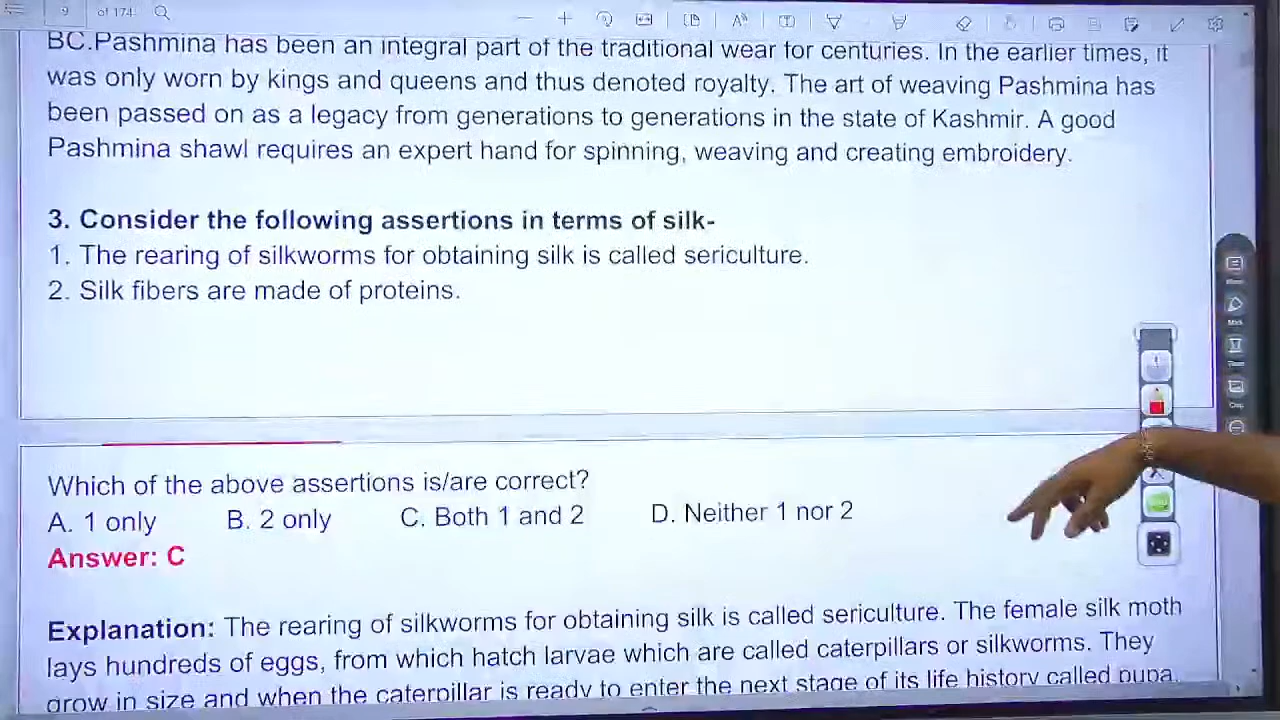 9 of 174
BC.Pashmina has been an integral part of the traditional wear for centuries. In the earlier times, it
was only worn by kings and queens and thus denoted royalty. The art of weaving Pashmina has
been passed on as a legacy from generations to generations in the state of Kashmir. A good
Pashmina shawl requires an expert hand for spinning, weaving and creating embroidery.
3. Consider the following assertions in terms of silk-
1. The rearing of silkworms for obtaining silk is called sericulture.
2. Silk fibers are made of proteins.
Which of the above assertions is/are correct?
A. 1 only B. 2 only C. Both 1 and 2 D. Neither 1 nor 2
Answer: C
Explanation: The rearing of silkworms for obtaining silk is called sericulture. The female silk moth
lays hundreds of eggs, from which hatch larvae which are called caterpillars or silkworms. They
grow in size and when the caterpillar is ready to enter the next stage of its life history called pupa,